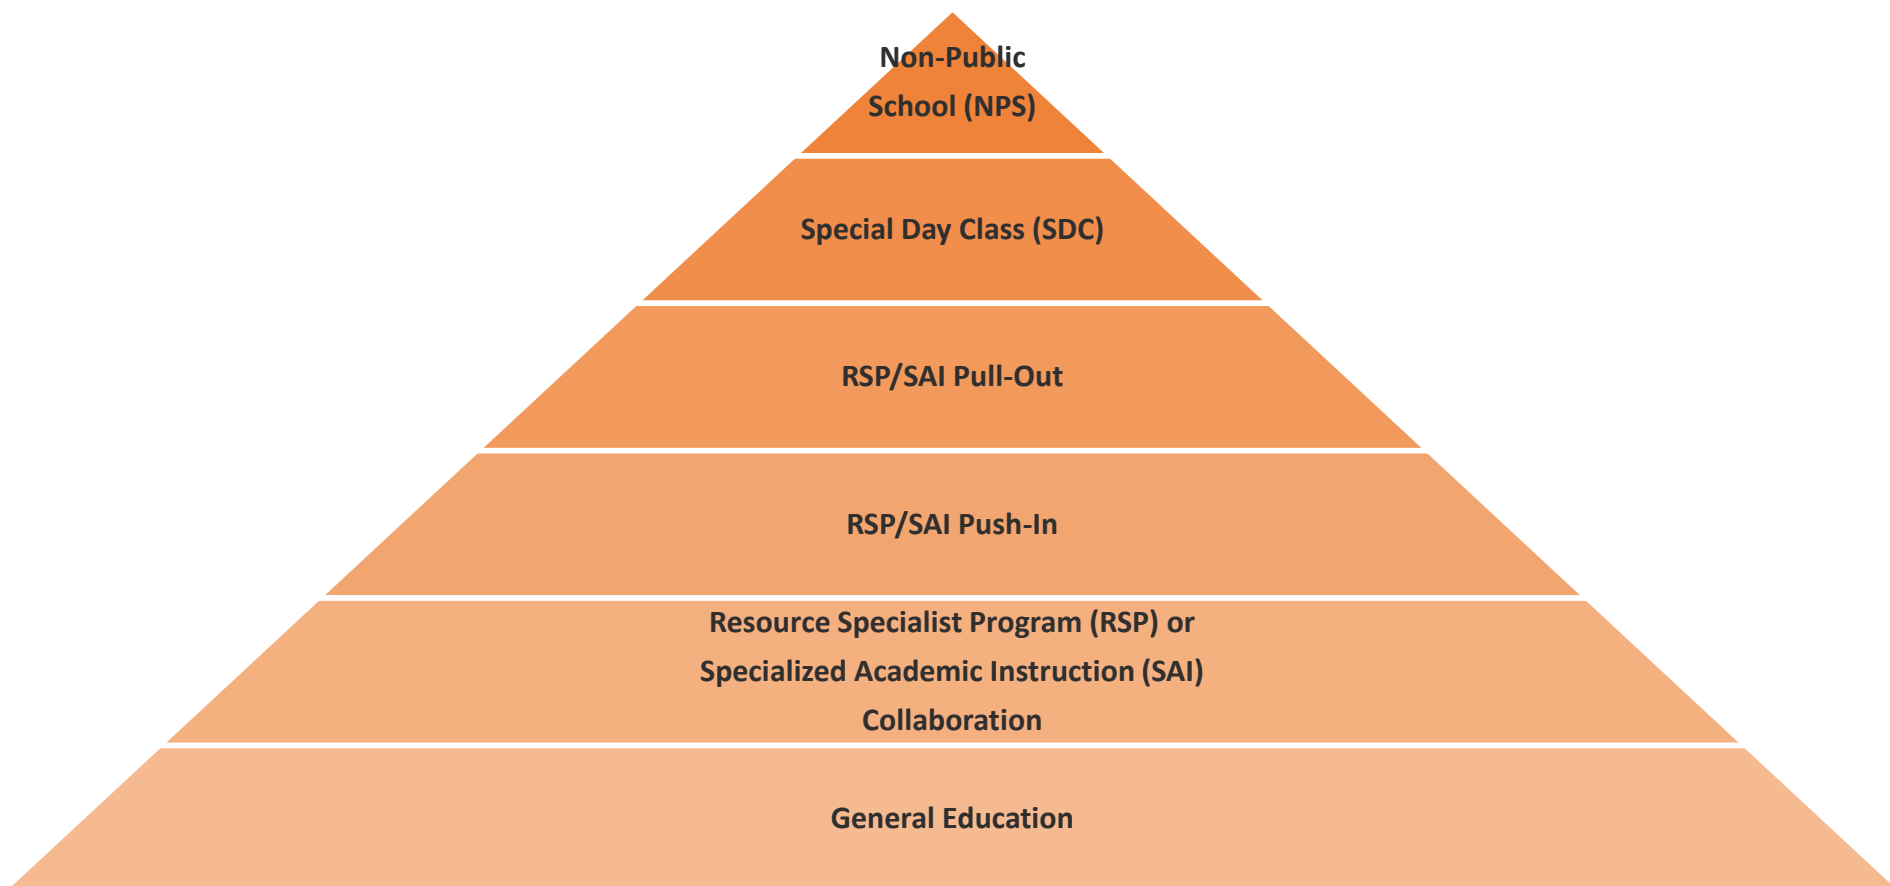 Non-Public
School (NPS)
Special Day Class (SDC)
RSP/SAI Pull-Out
RSP/SAI Push-In
Resource Specialist Program (RSP) or
Specialized Academic Instruction (SAI)
Collaboration
General Education